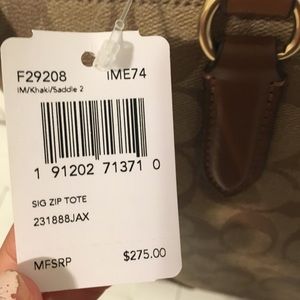 F29208 IME74
IM/Khaki/Saddle 2
1 91202 71371 0
SIG ZIP TOTE
231888JAX
MFSRP $275.00